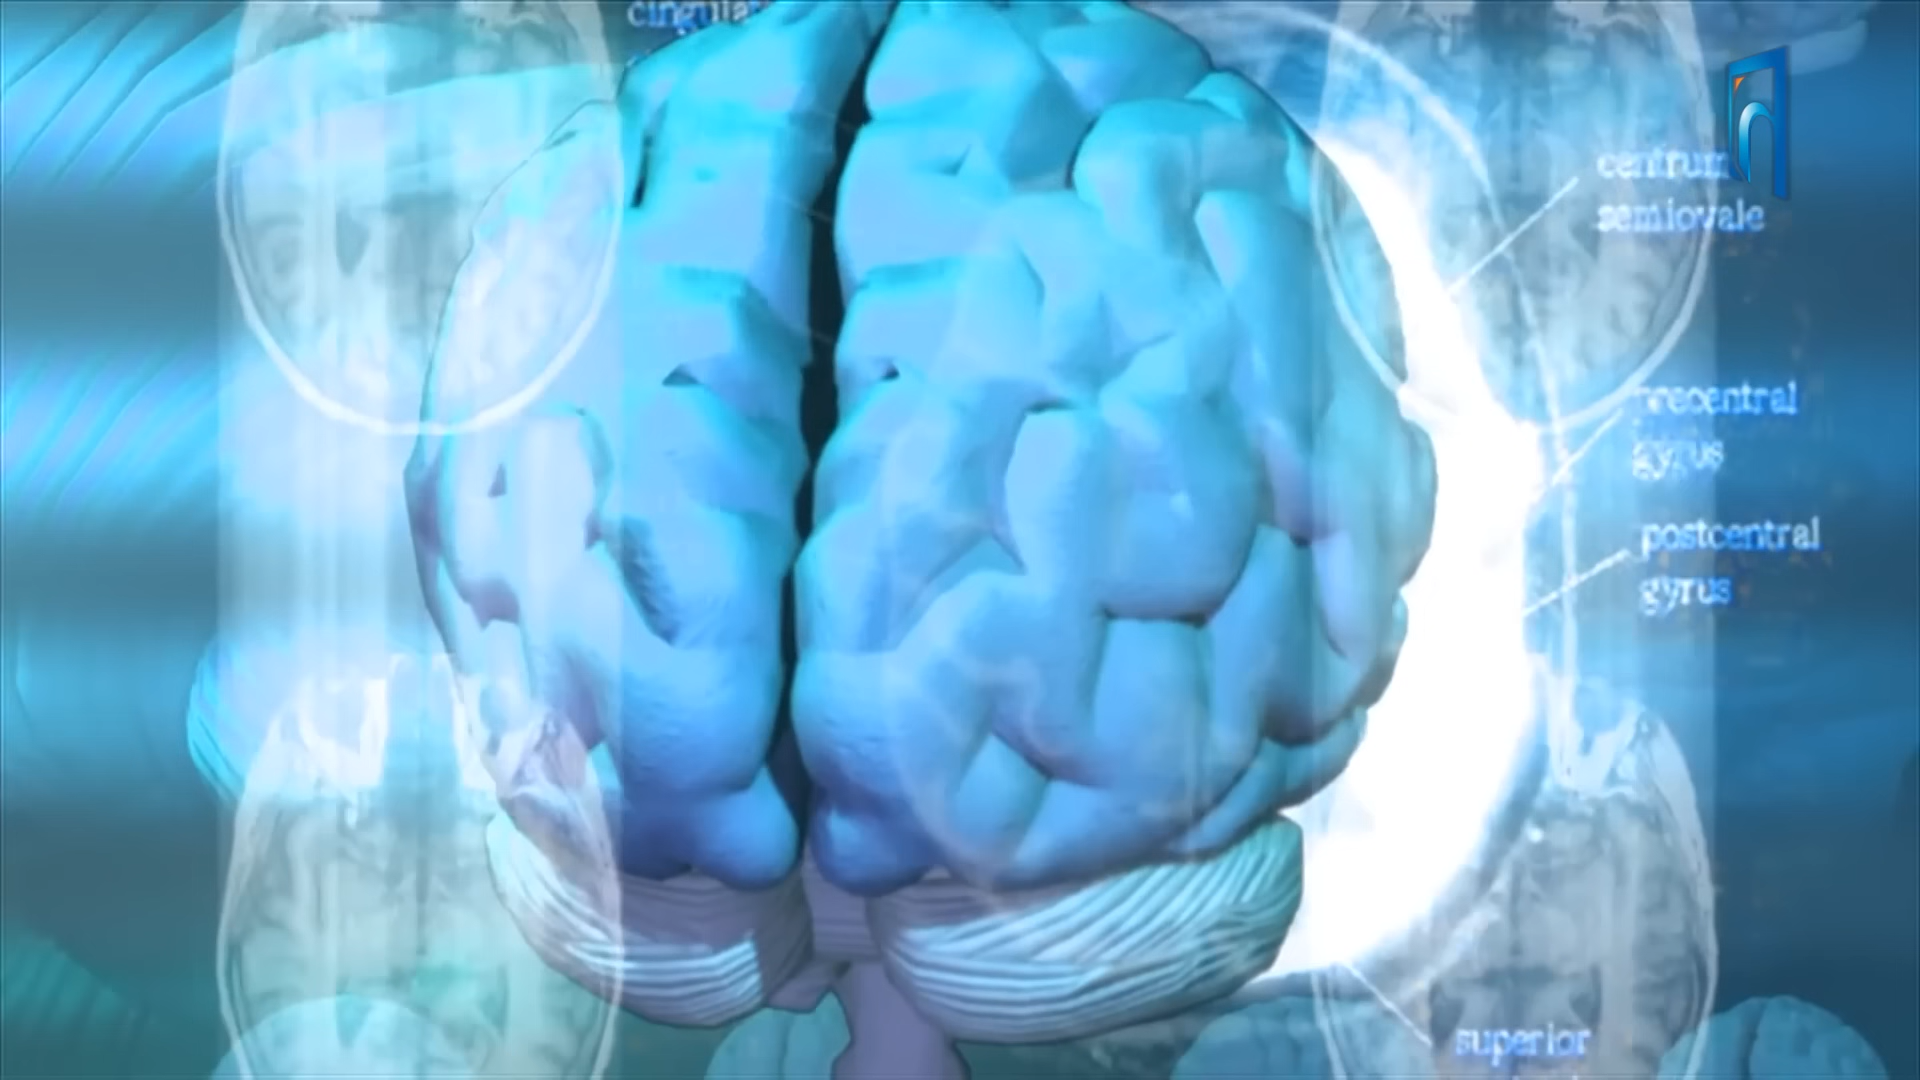 centrum
semiovale
precentral
gyrus
postcentral
gyrus
superior